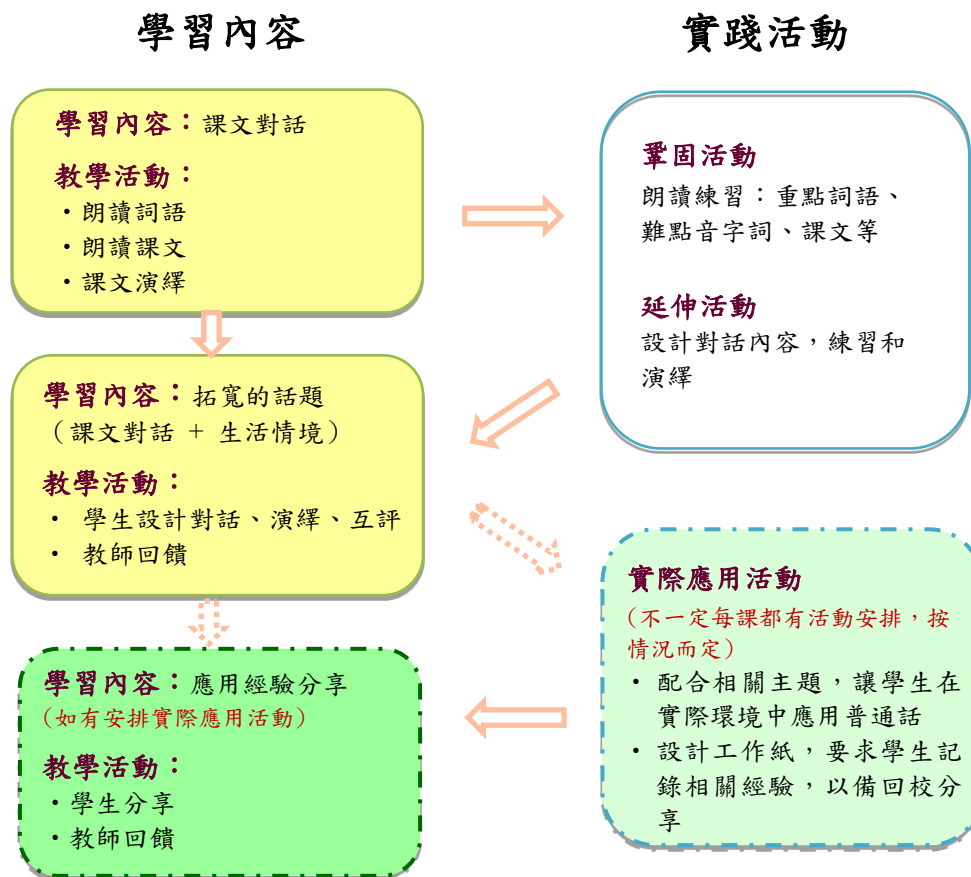 學習內容
實踐活動
學習內容：課文對話
教學活動：
・朗讀詞語
・朗讀課文
・課文演繹
鞏固活動
朗讀練習：重點詞語、
難點音字詞、課文等
延伸活動
設計對話內容，練習和
演繹
學習內容：拓寬的話題
（課文對話 + 生活情境）
教學活動：
・ 學生設計對話、演繹、互評
・ 教師回饋
實際應用活動
(不一定每課都有活動安排，按
情況而定)
・ 配合相關主題，讓學生在
實際環境中應用普通話
・ 設計工作紙，要求學生記
錄相關經驗，以備回校分
享
學習內容：應用經驗分享
(如有安排實際應用活動)
教學活動：
・學生分享
・教師回饋